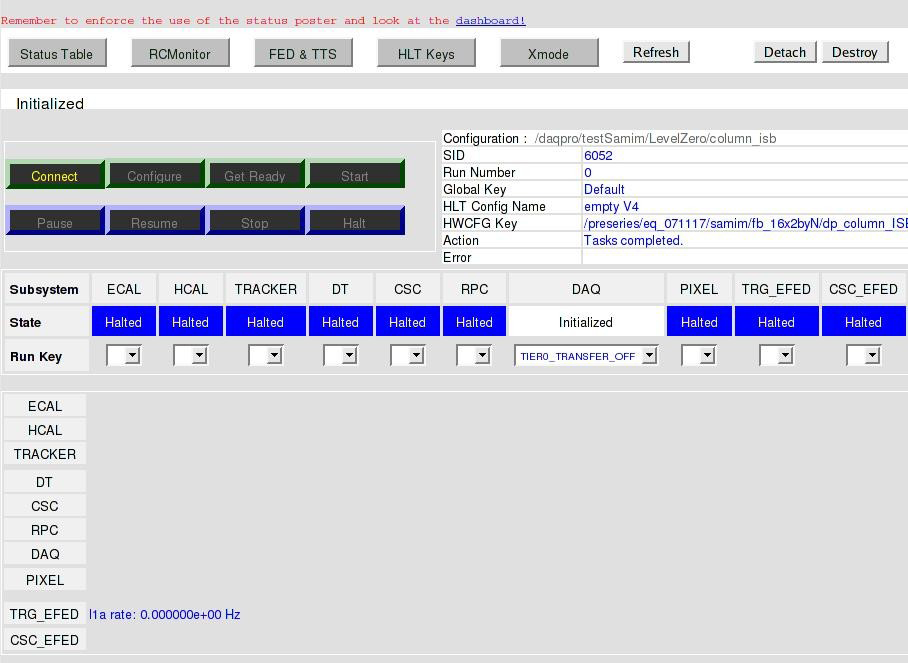 Remember to enforce the use of the status poster and look at the dashboard!
Status Table RCMonitor FED & TTS HLT Keys Xmode Refresh Detach Destroy
Initialized
Connect Configure Get Ready Start
Pause Resume Stop Halt
Configuration : /daqpro/testSamim/LevelZero/column_isb
SID 6052
Run Number 0
Global Key Default
HLT Config Name empty V4
HWCFG Key /preseries/eq_071117/samim/fb_16x2byN/dp_column_ISB
Action Tasks completed.
Error
Subsystem ECAL HCAL TRACKER DT CSC RPC DAQ PIXEL TRG_EFED CSC_EFED
State Halted Halted Halted Halted Halted Halted Initialized Halted Halted Halted
Run Key TIER0_TRANSFER_OFF
ECAL
HCAL
TRACKER
DT
CSC
RPC
DAQ
PIXEL
TRG_EFED l1a rate: 0.000000e+00 Hz
CSC_EFED